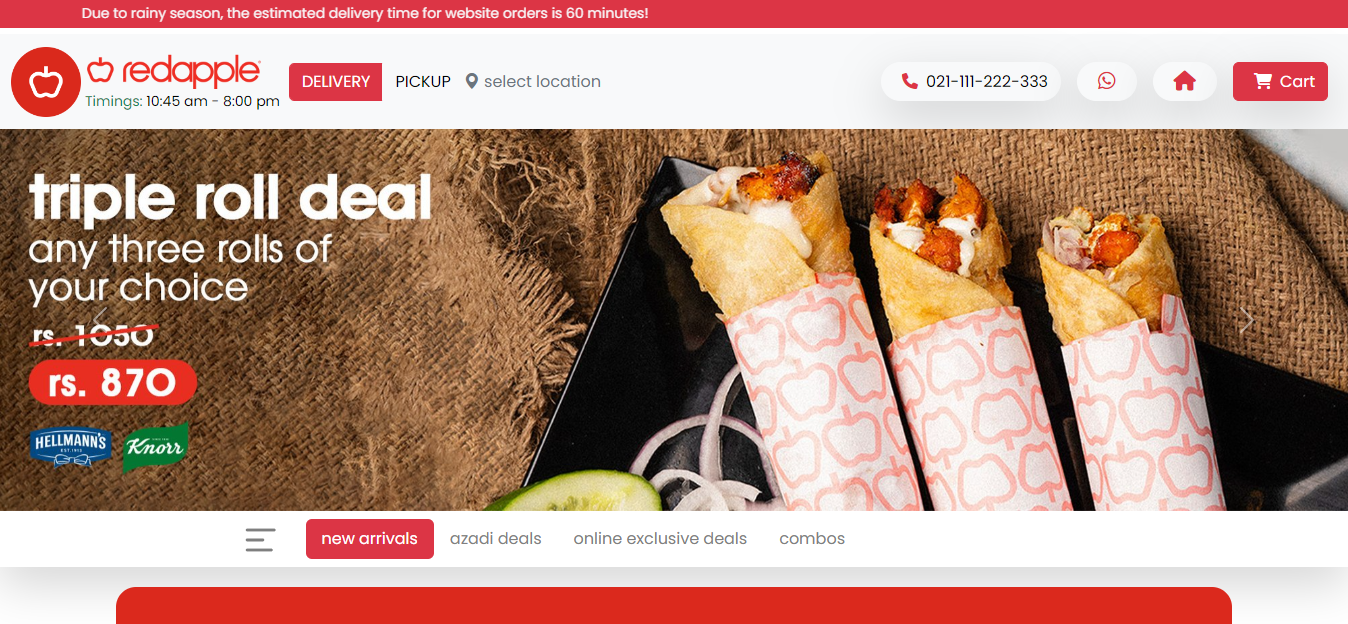 Due to rainy season, the estimated delivery time for website orders is 60 minutes!
redapple
Timings: 10:45 am - 8:00 pm
DELIVERY
PICKUP
select location
021-111-222-333
Cart
triple roll deal
any three rolls of
your choice
rs. 1050
rs. 870
HELLMANN'S
EST. 1913
Knorr
new arrivals
azadi deals
online exclusive deals
combos